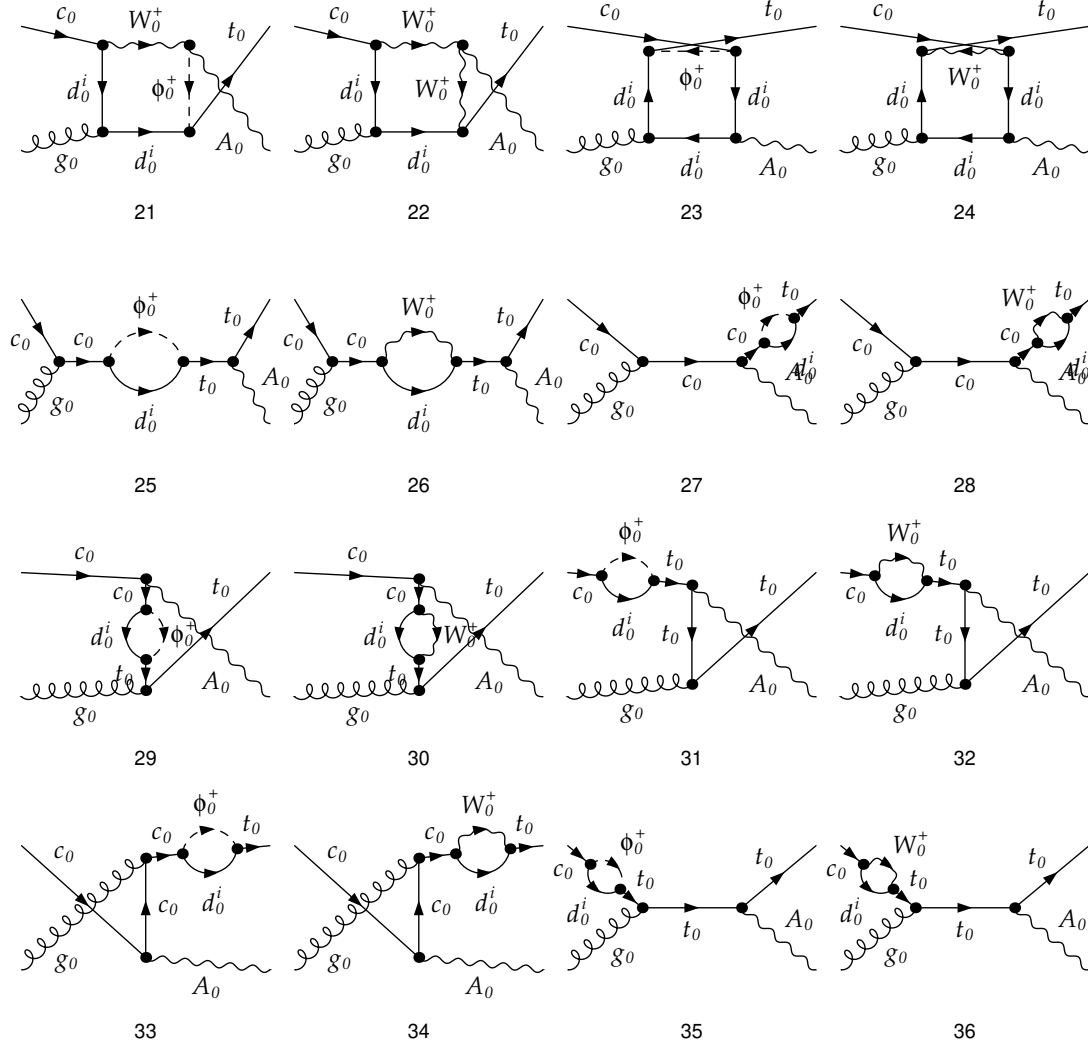 c₀ W₀⁺ t₀
d₀ⁱ ϕ₀⁺
g₀ d₀ⁱ A₀
21
c₀ W₀⁺ t₀
d₀ⁱ W₀⁺
g₀ d₀ⁱ A₀
22
c₀ t₀
d₀ⁱ ϕ₀⁺ d₀ⁱ
g₀ d₀ⁱ A₀
23
c₀ t₀
d₀ⁱ W₀⁺ d₀ⁱ
g₀ d₀ⁱ A₀
24
ϕ₀⁺ t₀
c₀ c₀ t₀ A₀
g₀ d₀ⁱ
25
W₀⁺ t₀
c₀ c₀ t₀ A₀
g₀ d₀ⁱ
26
ϕ₀⁺ t₀
c₀ c₀
g₀ c₀ A₀ d₀ⁱ
27
W₀⁺ t₀
c₀ c₀
g₀ c₀ A₀ d₀ⁱ
28
c₀ t₀
c₀
d₀ⁱ ϕ₀⁺
t₀ A₀
g₀
29
c₀ t₀
c₀
d₀ⁱ W₀⁺
t₀ A₀
g₀
30
ϕ₀⁺
c₀ t₀ t₀
d₀ⁱ t₀
g₀ A₀
31
W₀⁺
c₀ t₀ t₀
d₀ⁱ t₀
g₀ A₀
32
ϕ₀⁺
c₀ c₀ t₀
c₀ d₀ⁱ
g₀ A₀
33
W₀⁺
c₀ c₀ t₀
c₀ d₀ⁱ
g₀ A₀
34
ϕ₀⁺ t₀
c₀ t₀
d₀ⁱ A₀
g₀ t₀
35
W₀⁺ t₀
c₀ t₀
d₀ⁱ A₀
g₀ t₀
36